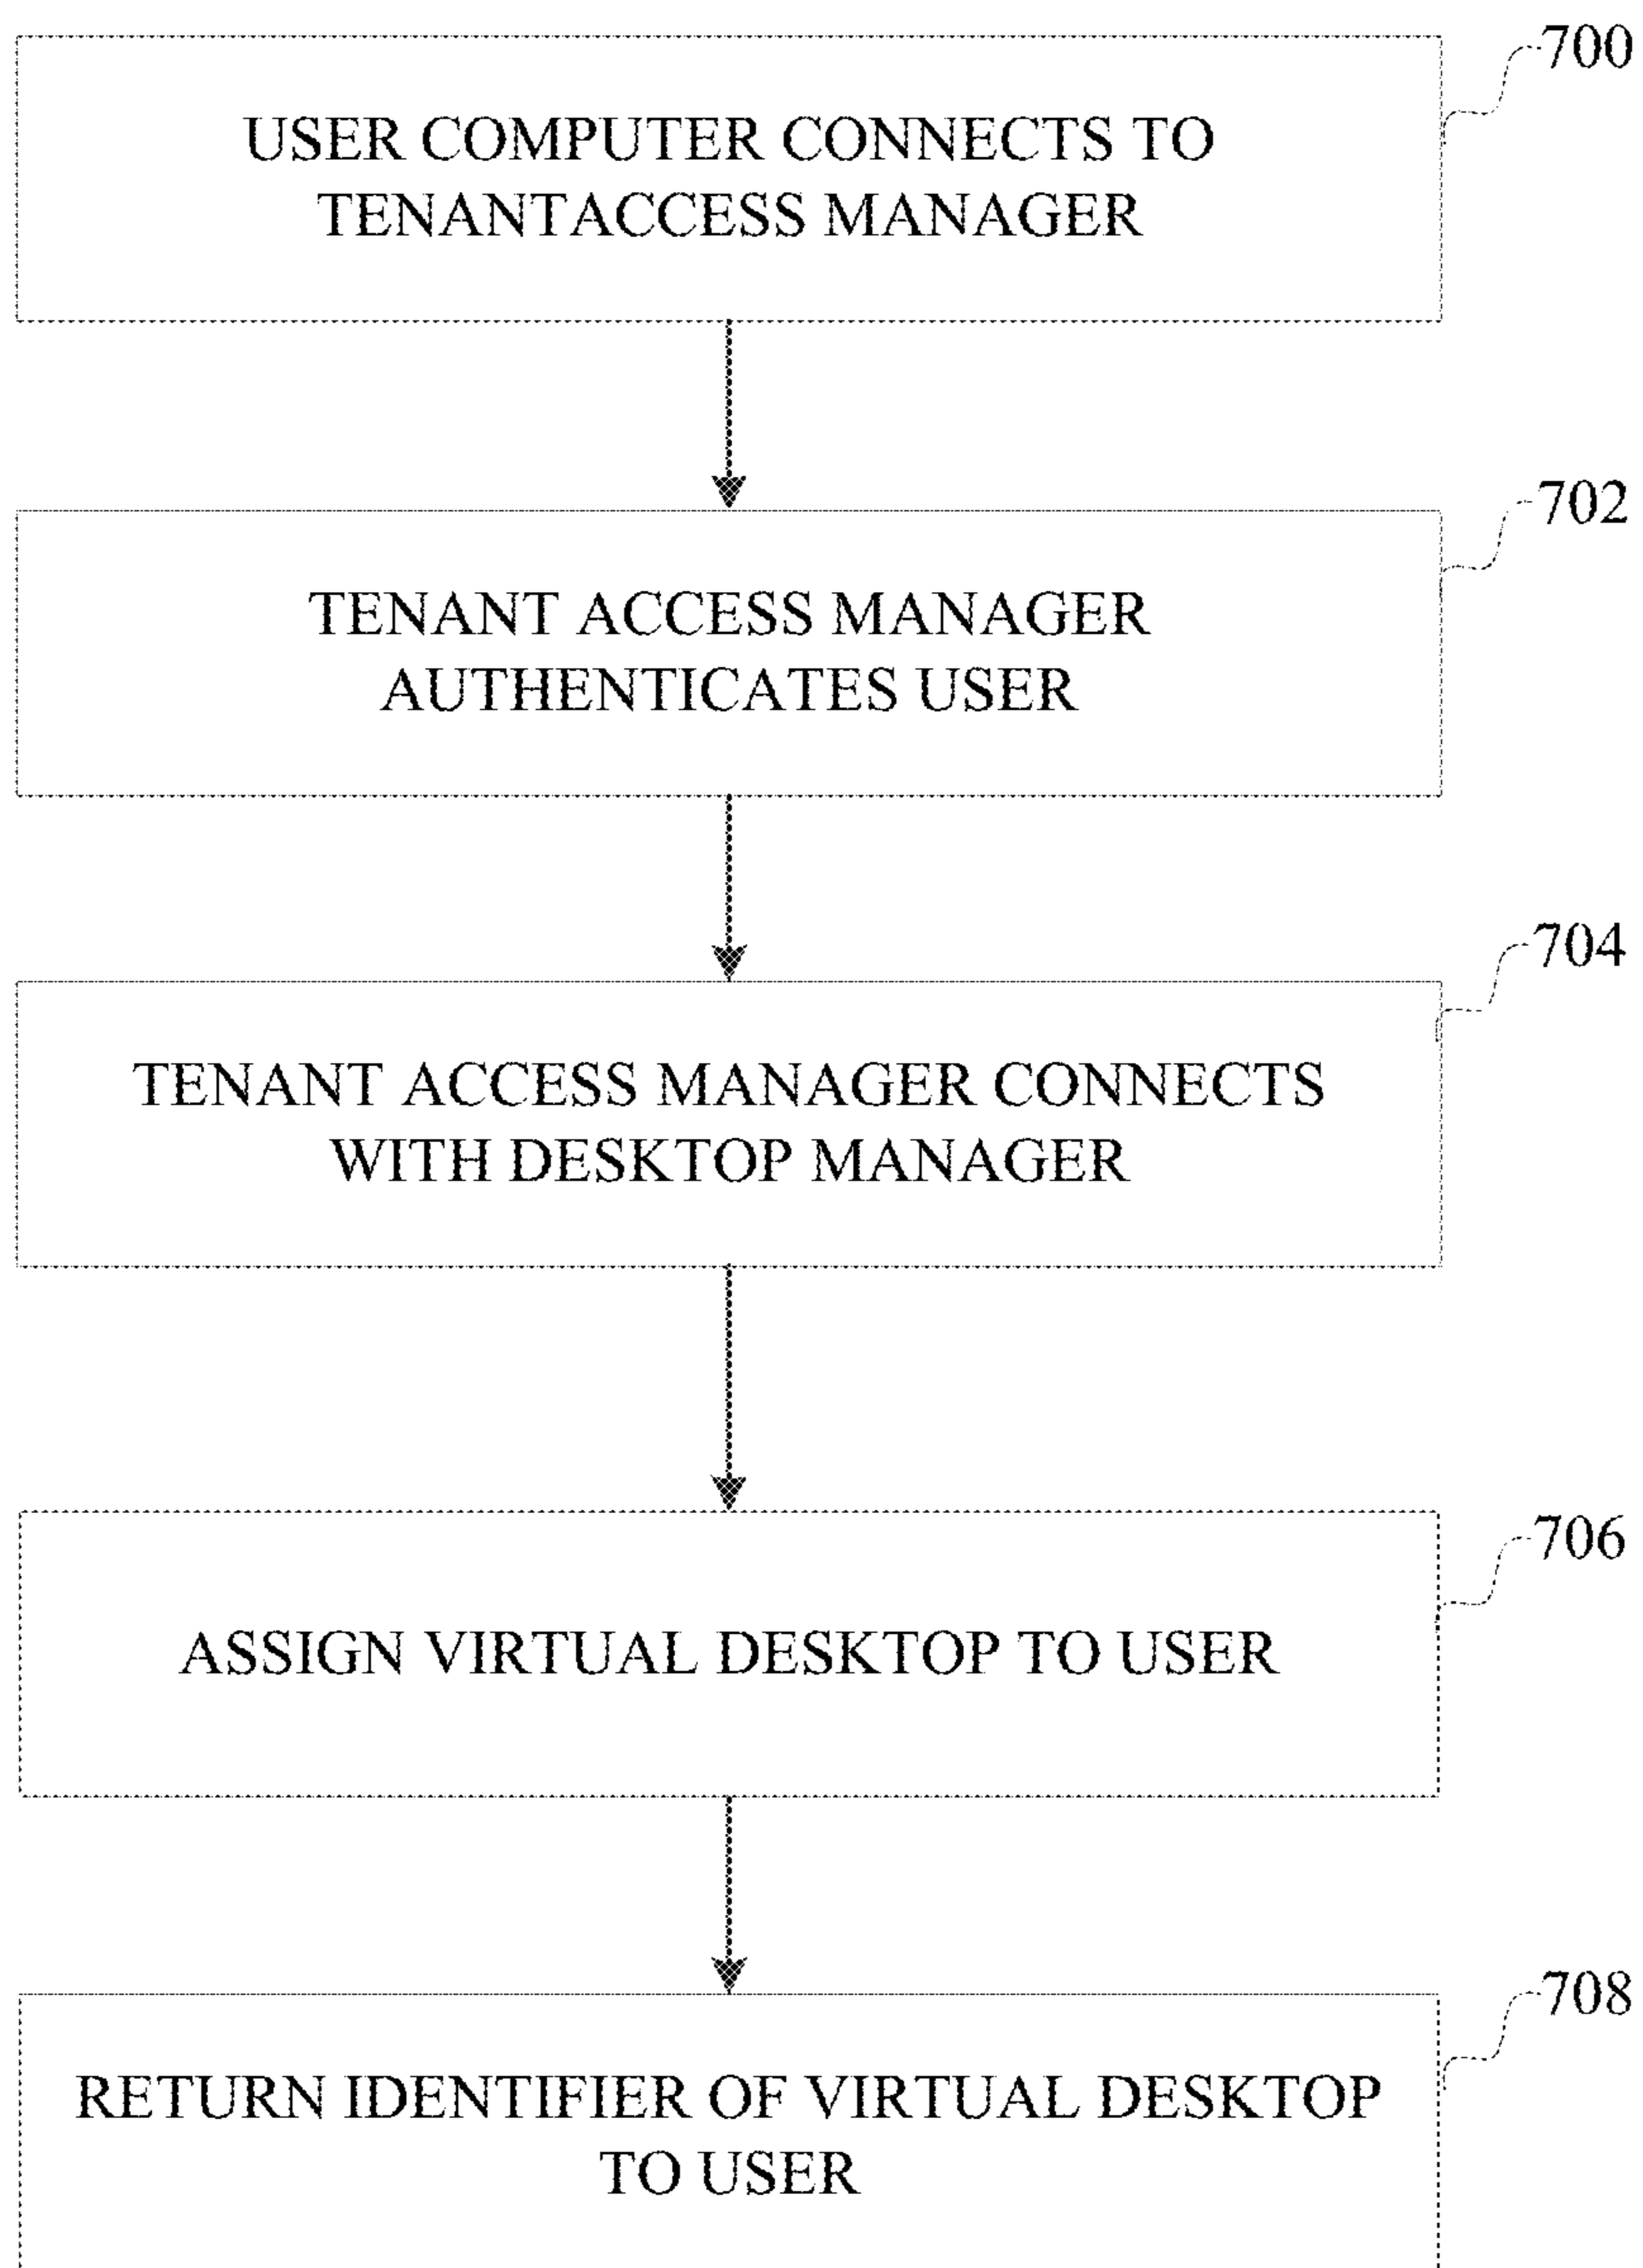 700
USER COMPUTER CONNECTS TO
TENANTACCESS MANAGER
702
TENANT ACCESS MANAGER
AUTHENTICATES USER
704
TENANT ACCESS MANAGER CONNECTS
WITH DESKTOP MANAGER
706
ASSIGN VIRTUAL DESKTOP TO USER
708
RETURN IDENTIFIER OF VIRTUAL DESKTOP
TO USER